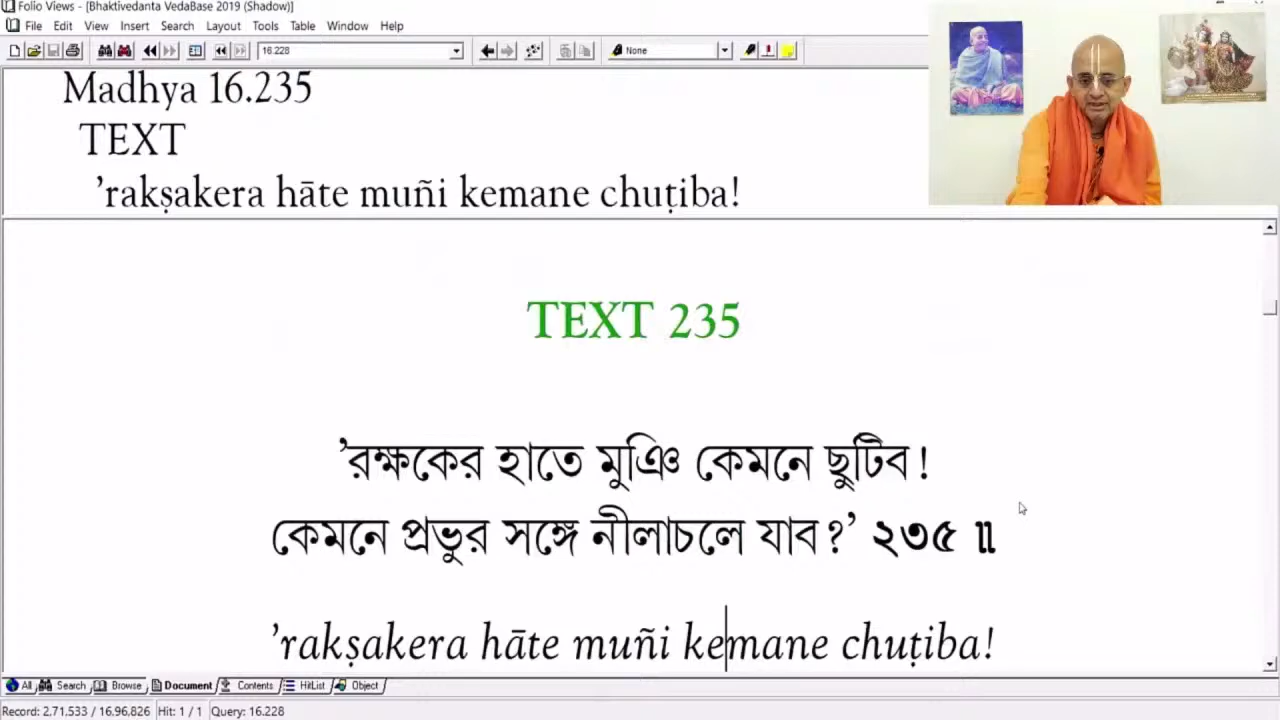 Folio Views - [Bhaktivedanta VedaBase 2019 (Shadow)]
File Edit View Insert Search Layout Tools Table Window Help
16.228
None
Madhya 16.235
TEXT
’rakṣakera hāte muñi kemane chuṭiba!
TEXT 235
’রক্ষকের হাতে মুঞি কেমনে ছুটিব!
কেমনে প্রভুর সঙ্গে নীলাচলে যাব?’ ২৩৫ ॥
’rakṣakera hāte muñi kemane chuṭiba!
All Search Browse Document Contents HitList Object
Record: 2,71,533 / 16,96,826 Hit: 1 / 1 Query: 16.228